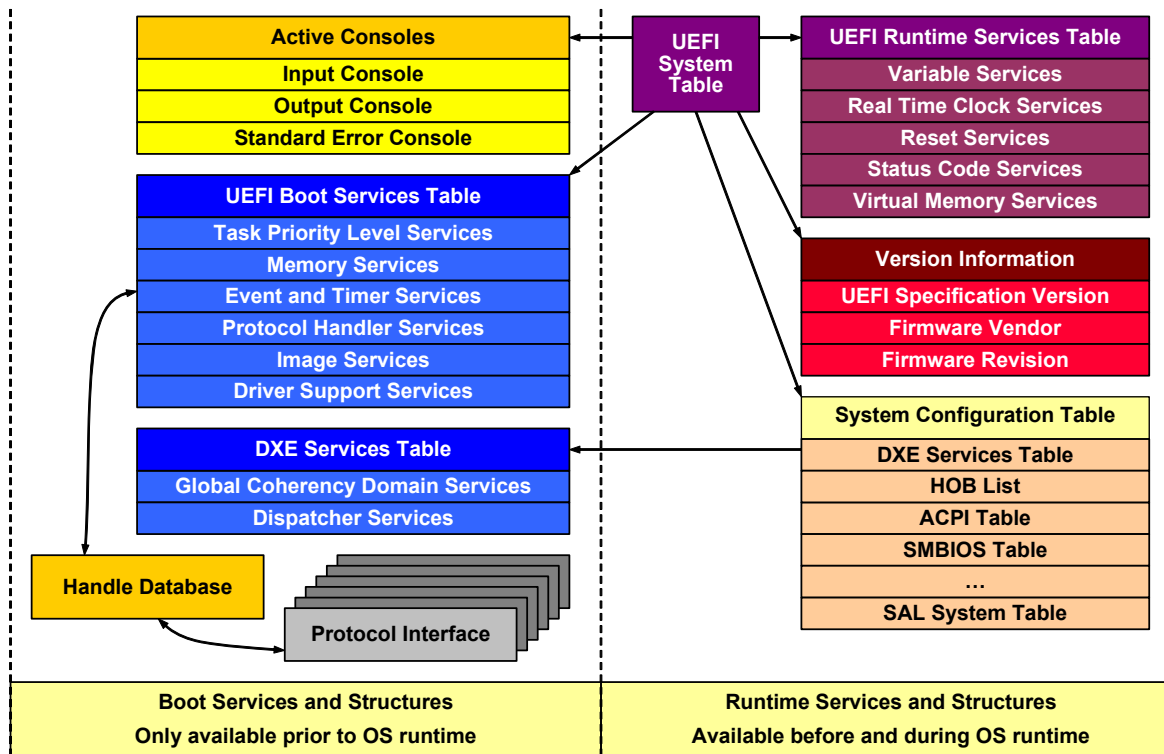 Active Consoles
Input Console
Output Console
Standard Error Console
UEFI
System
Table
UEFI Runtime Services Table
Variable Services
Real Time Clock Services
Reset Services
Status Code Services
Virtual Memory Services
UEFI Boot Services Table
Task Priority Level Services
Memory Services
Event and Timer Services
Protocol Handler Services
Image Services
Driver Support Services
Version Information
UEFI Specification Version
Firmware Vendor
Firmware Revision
DXE Services Table
Global Coherency Domain Services
Dispatcher Services
System Configuration Table
DXE Services Table
HOB List
ACPI Table
SMBIOS Table
…
SAL System Table
Handle Database
Protocol Interface
Boot Services and Structures
Only available prior to OS runtime
Runtime Services and Structures
Available before and during OS runtime